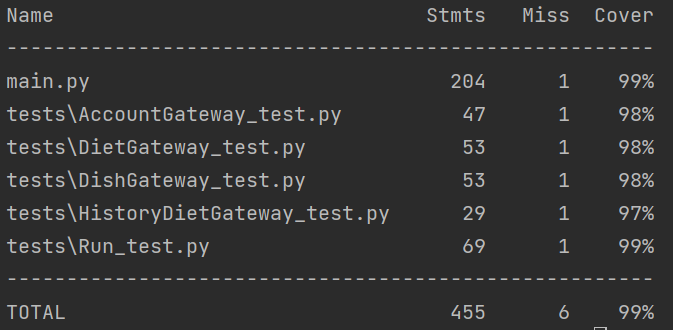 Name Stmts Miss Cover
-----------------------------------------------------
main.py 204 1 99%
tests\AccountGateway_test.py 47 1 98%
tests\DietGateway_test.py 53 1 98%
tests\DishGateway_test.py 53 1 98%
tests\HistoryDietGateway_test.py 29 1 97%
tests\Run_test.py 69 1 99%
-----------------------------------------------------
TOTAL 455 6 99%